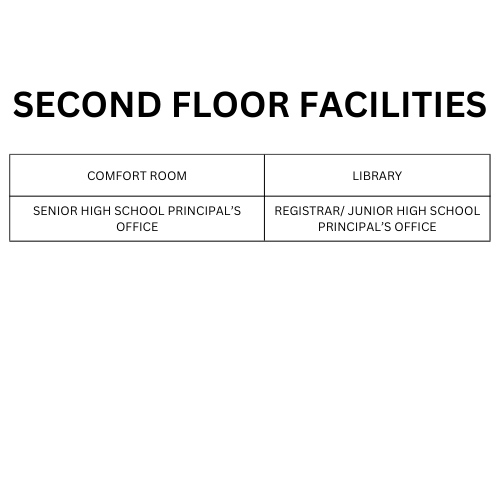 SECOND FLOOR FACILITIES
COMFORT ROOM
LIBRARY
SENIOR HIGH SCHOOL PRINCIPAL’S
OFFICE
REGISTRAR/ JUNIOR HIGH SCHOOL
PRINCIPAL’S OFFICE